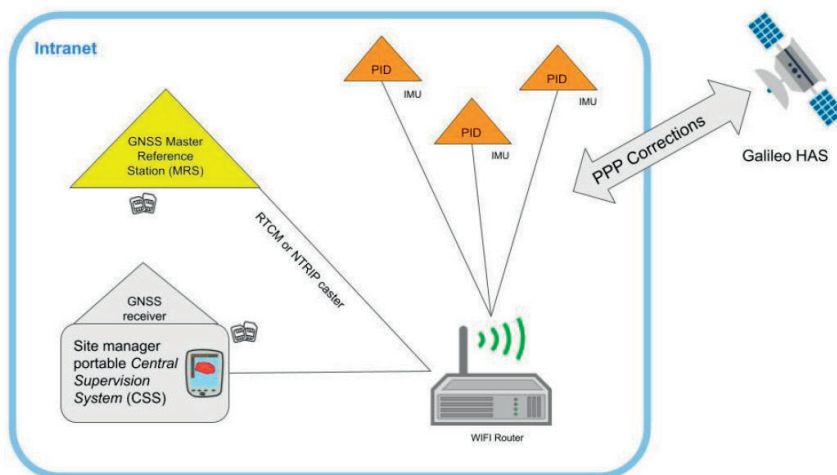 Intranet
PID
IMU
PID
IMU
PID
IMU
GNSS Master
Reference
Station (MRS)
PPP Corrections
Galileo HAS
RTCM or NTRIP caster
GNSS
receiver
Site manager
portable Central
Supervision
System (CSS)
WIFI Router